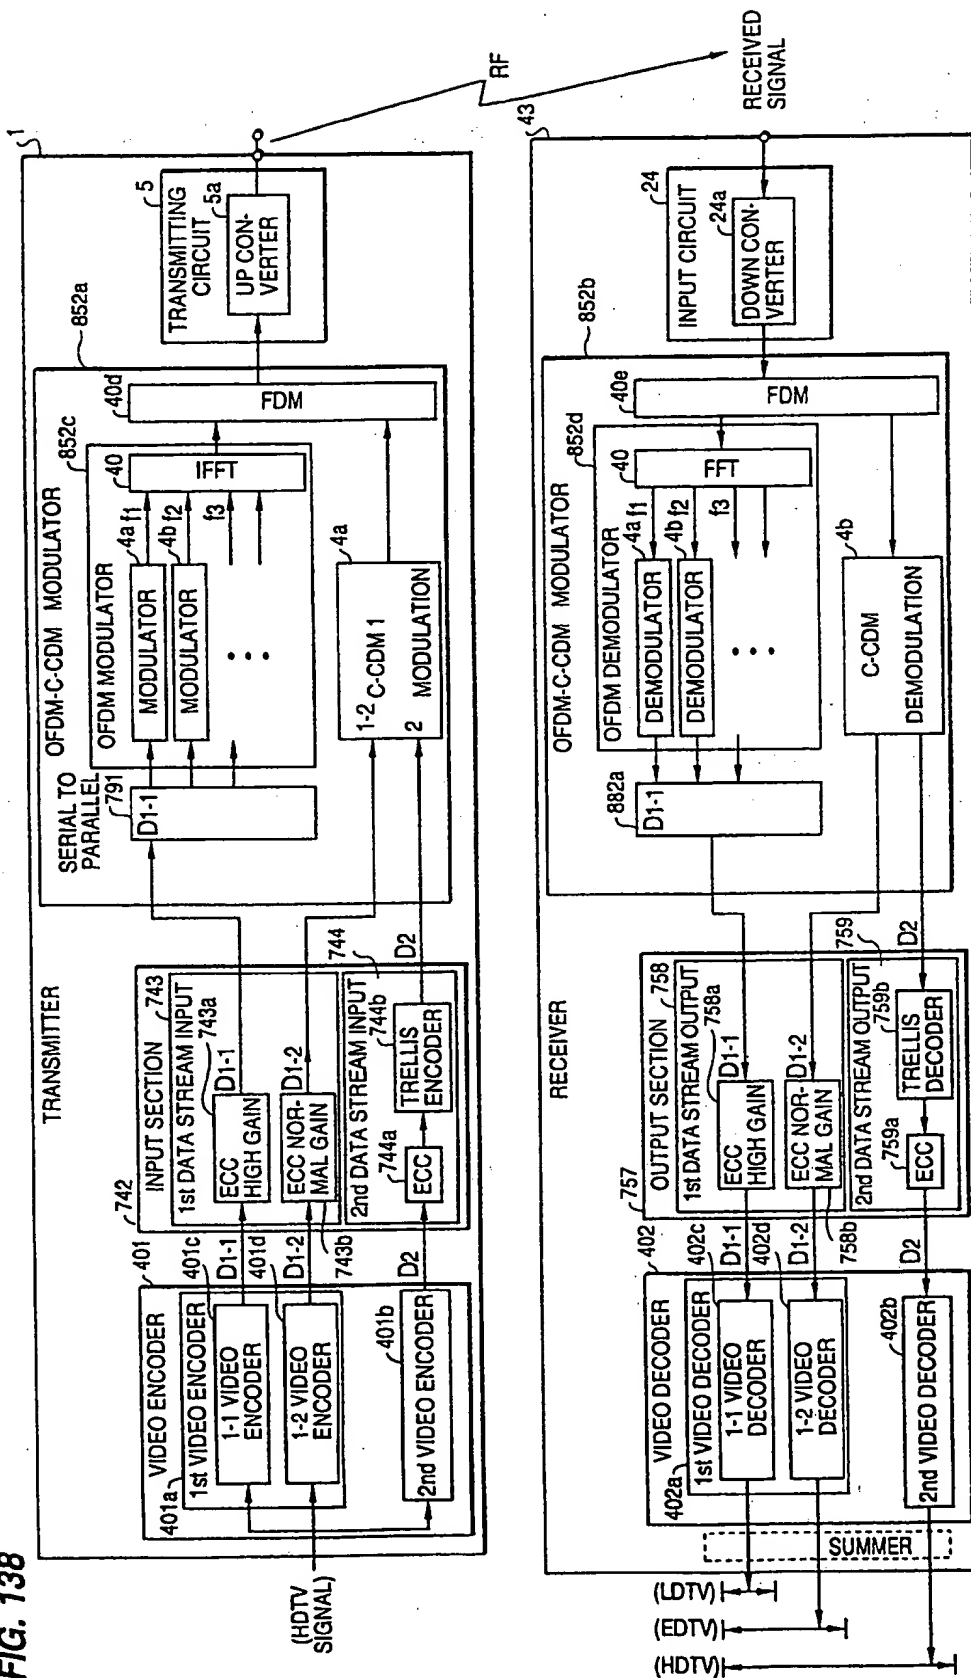 FIG. 138
TRANSMITTER
1
(HDTV
SIGNAL)
401
VIDEO ENCODER
401a
1st VIDEO ENCODER
401c
1-1 VIDEO
ENCODER
D1-1
401d
1-2 VIDEO
ENCODER
D1-2
401b
2nd VIDEO ENCODER
D2
742
INPUT SECTION
743
1st DATA STREAM INPUT
743a
ECC
HIGH GAIN
D1-1
ECC NOR-
MAL GAIN
D1-2
743b
744
2nd DATA STREAM INPUT
744a
ECC
744b
TRELLIS
ENCODER
D2
852a
OFDM-C-CDM MODULATOR
SERIAL TO
PARALLEL
791
D1-1
852c
OFDM MODULATOR
MODULATOR
4a
f1
MODULATOR
4b
f2
f3
• • •
40
IFFT
40d
FDM
4a
1-2 C-CDM 1
2 MODULATION
5
TRANSMITTING
CIRCUIT
5a
UP CON-
VERTER
RF
RECEIVED
SIGNAL
RECEIVER
43
24
INPUT CIRCUIT
24a
DOWN CON-
VERTER
852b
OFDM-C-CDM MODULATOR
40e
FDM
852d
OFDM DEMODULATOR
40
FFT
DEMODULATOR
4a
f1
DEMODULATOR
4b
f2
f3
• • •
882a
D1-1
4b
C-CDM
DEMODULATION
757
OUTPUT SECTION
758
1st DATA STREAM OUTPUT
758a
ECC
HIGH GAIN
D1-1
ECC NOR-
MAL GAIN
D1-2
758b
759
2nd DATA STREAM OUTPUT
759a
ECC
759b
TRELLIS
DECODER
D2
402
VIDEO DECODER
402a
1st VIDEO DECODER
402c
1-1 VIDEO
DECODER
D1-1
402d
1-2 VIDEO
DECODER
D1-2
402b
2nd VIDEO DECODER
D2
SUMMER
(LDTV)
(EDTV)
(HDTV)